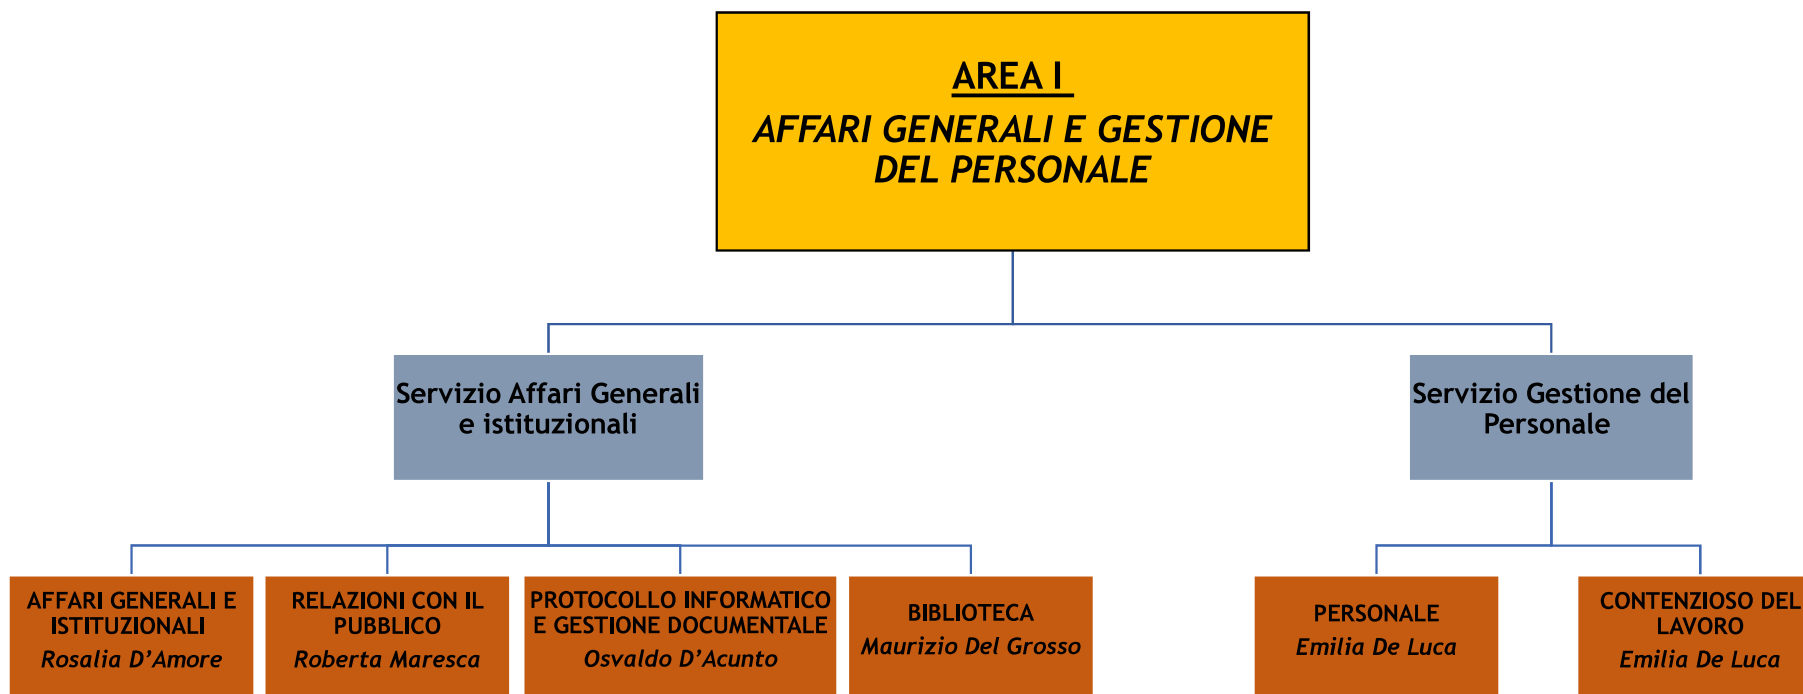 AREA I
AFFARI GENERALI E GESTIONE
DEL PERSONALE
Servizio Affari Generali
e istituzionali
Servizio Gestione del
Personale
AFFARI GENERALI E
ISTITUZIONALI
Rosalia D’Amore
RELAZIONI CON IL
PUBBLICO
Roberta Maresca
PROTOCOLLO INFORMATICO
E GESTIONE DOCUMENTALE
Osvaldo D’Acunto
BIBLIOTECA
Maurizio Del Grosso
PERSONALE
Emilia De Luca
CONTENZIOSO DEL
LAVORO
Emilia De Luca